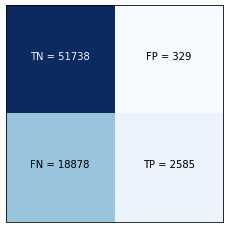 TN = 51738
FP = 329
FN = 18878
TP = 2585